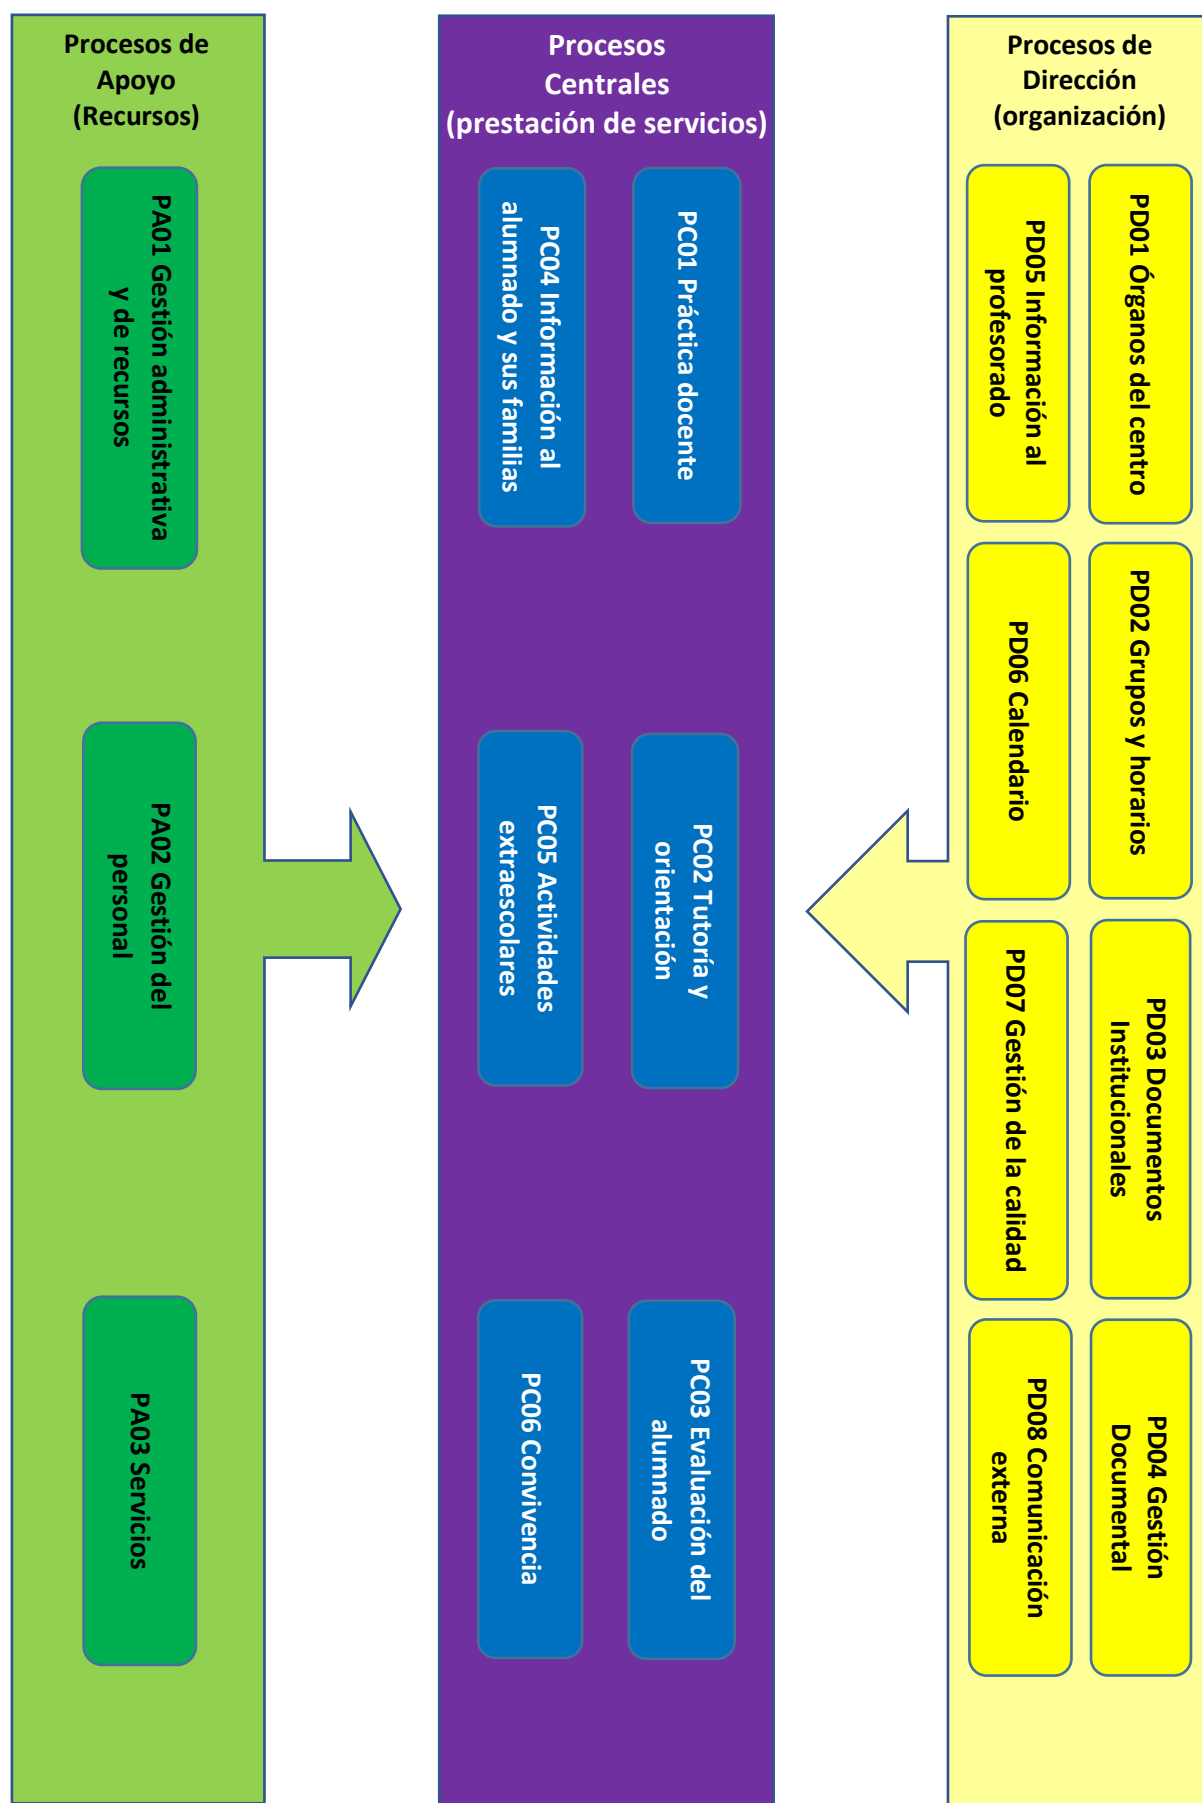 Procesos de
Apoyo
(Recursos)
PA01 Gestión administrativa
y de recursos
PA02 Gestión del
personal
PA03 Servicios
Procesos
Centrales
(prestación de servicios)
PC01 Práctica docente
PC02 Tutoría y
orientación
PC03 Evaluación del
alumnado
PC04 Información al
alumnado y sus familias
PC05 Actividades
extraescolares
PC06 Convivencia
Procesos de
Dirección
(organización)
PD01 Órganos del centro
PD02 Grupos y horarios
PD03 Documentos
Institucionales
PD04 Gestión
Documental
PD05 Información al
profesorado
PD06 Calendario
PD07 Gestión de la calidad
PD08 Comunicación
externa